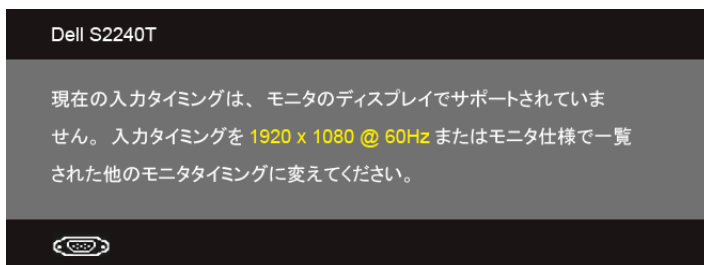 Dell S2240T
現在の入力タイミングは、モニタのディスプレイでサポートされていま
せん。入力タイミングを 1920 x 1080 @ 60Hz またはモニタ仕様で一覧
された他のモニタタイミングに変えてください。